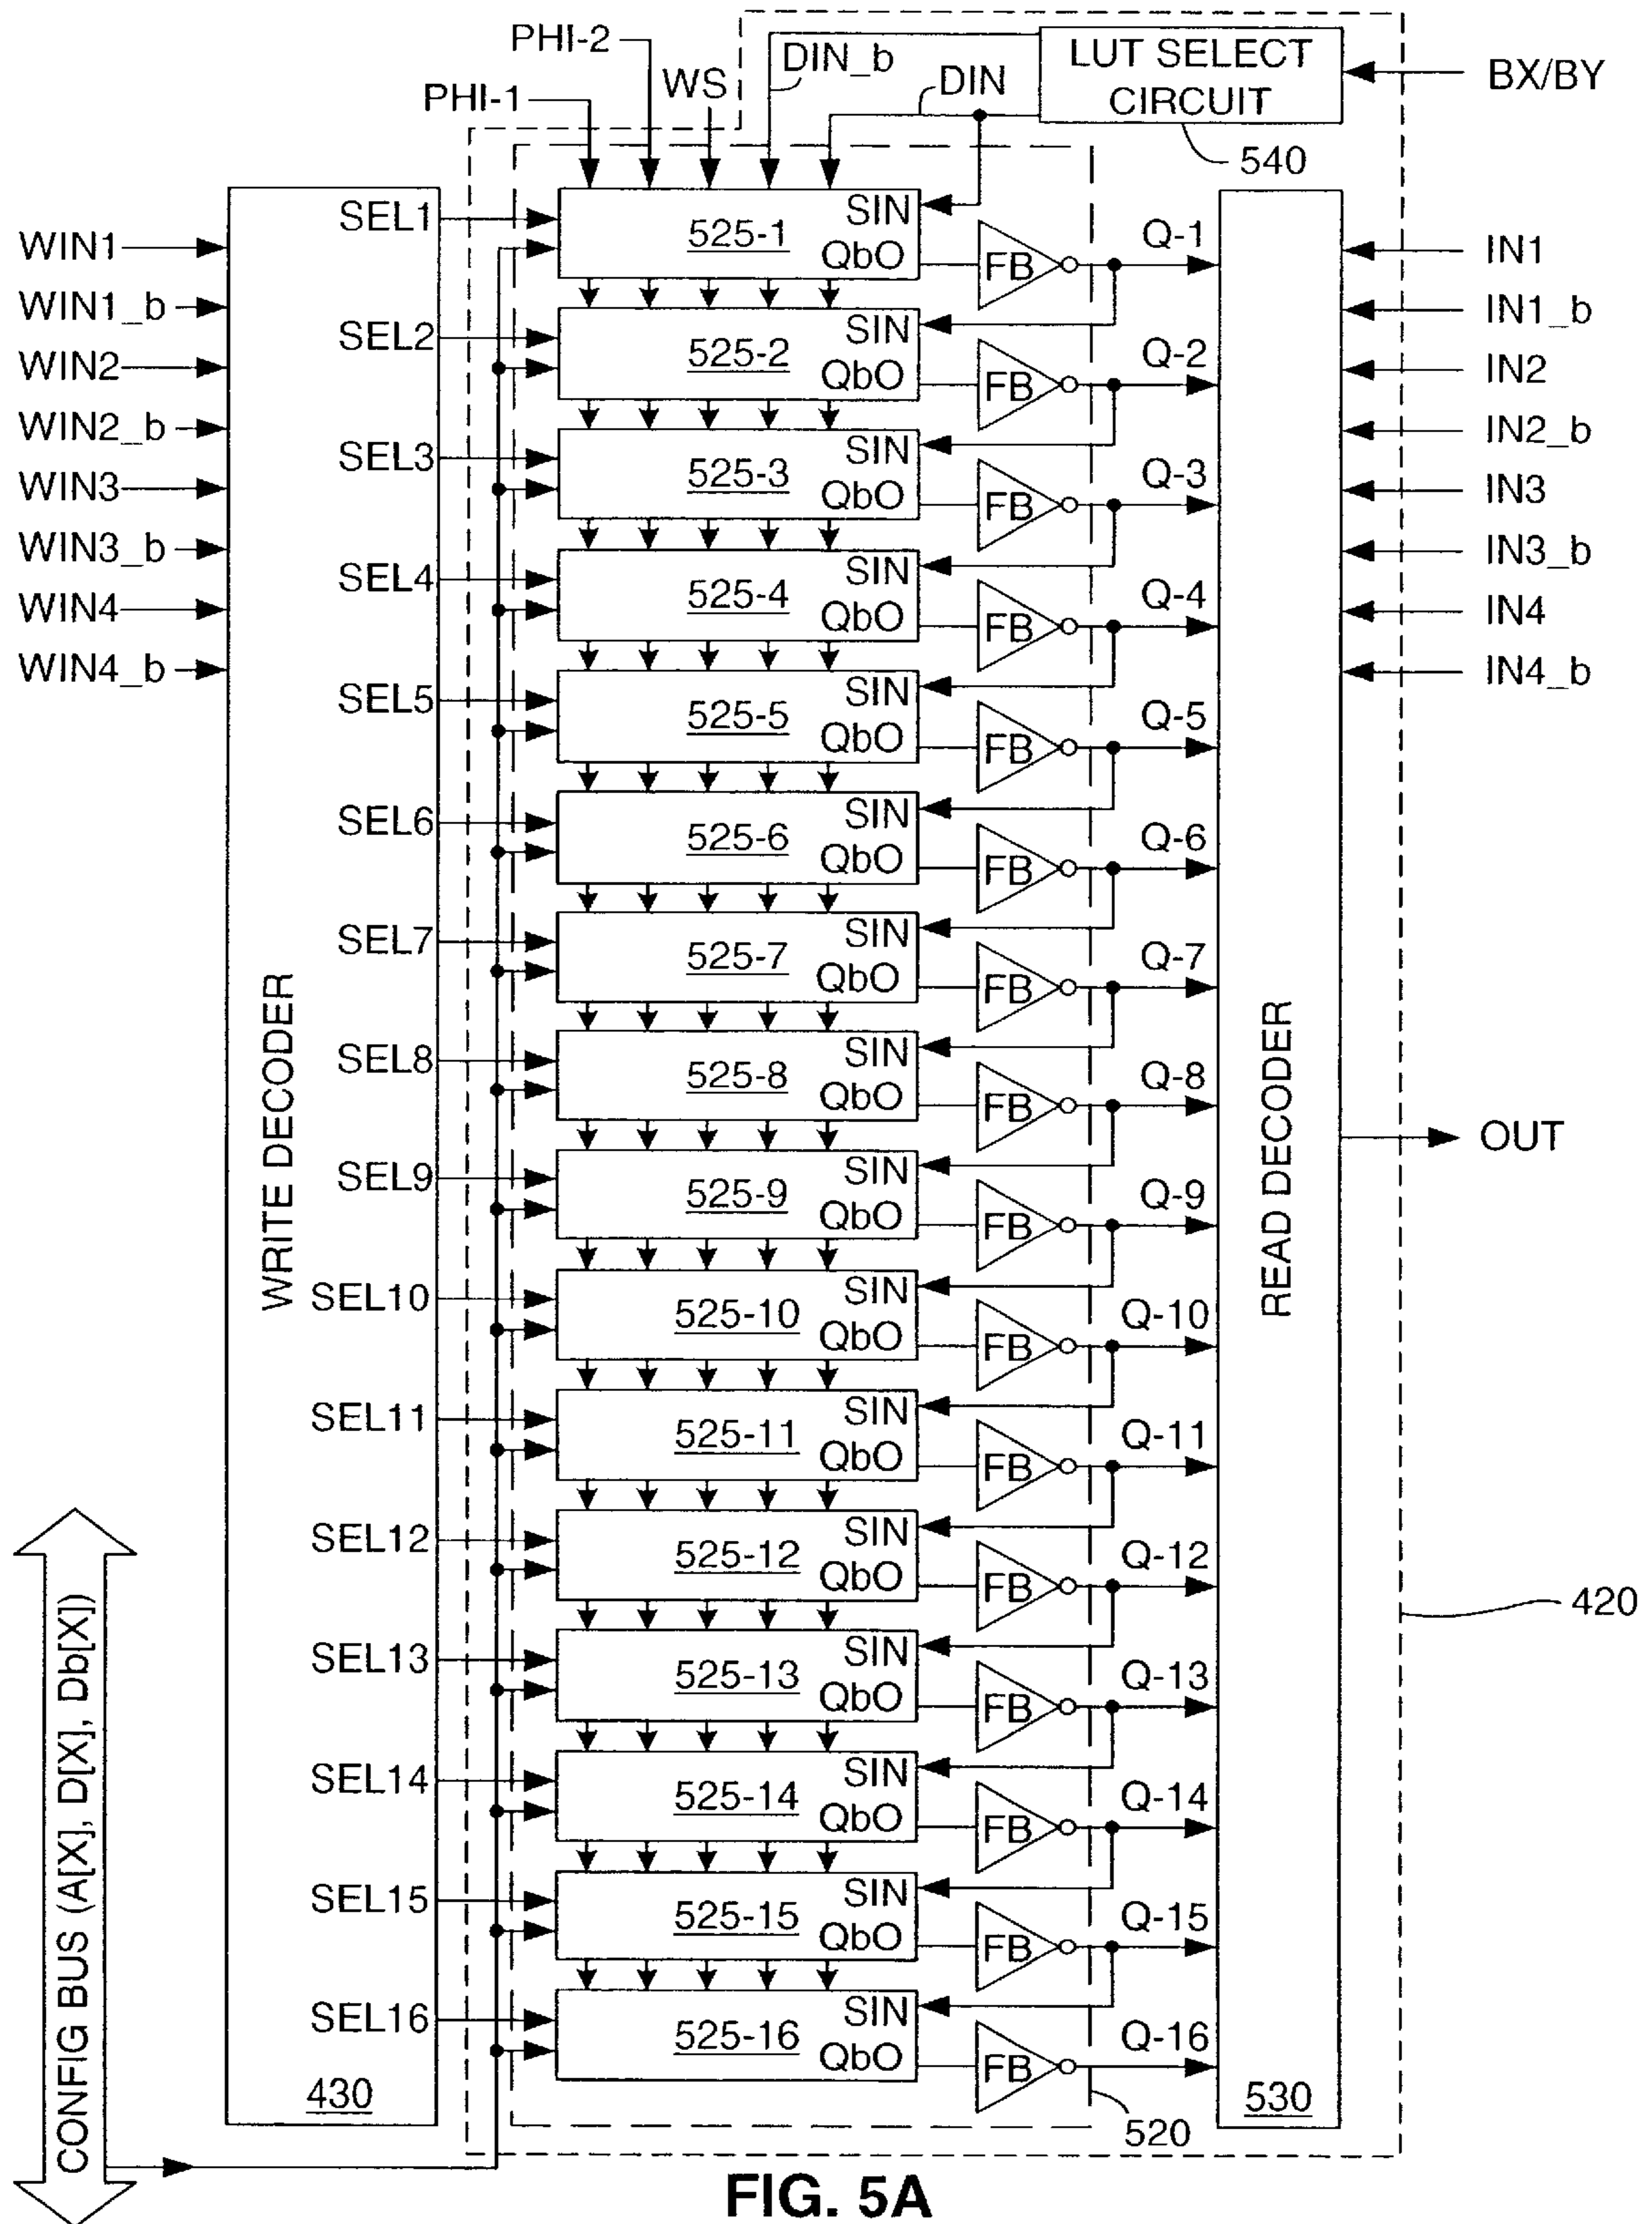 PHI-2
DIN_b
LUT SELECT
CIRCUIT
BX/BY
WS
DIN
PHI-1
540
WIN1
WIN1_b
WIN2
WIN2_b
WIN3
WIN3_b
WIN4
WIN4_b
WRITE DECODER
430
SEL1
SEL2
SEL3
SEL4
SEL5
SEL6
SEL7
SEL8
SEL9
SEL10
SEL11
SEL12
SEL13
SEL14
SEL15
SEL16
525-1 SIN QbO FB Q-1
525-2 SIN QbO FB Q-2
525-3 SIN QbO FB Q-3
525-4 SIN QbO FB Q-4
525-5 SIN QbO FB Q-5
525-6 SIN QbO FB Q-6
525-7 SIN QbO FB Q-7
525-8 SIN QbO FB Q-8
525-9 SIN QbO FB Q-9
525-10 SIN QbO FB Q-10
525-11 SIN QbO FB Q-11
525-12 SIN QbO FB Q-12
525-13 SIN QbO FB Q-13
525-14 SIN QbO FB Q-14
525-15 SIN QbO FB Q-15
525-16 SIN QbO FB Q-16
520
READ DECODER
530
IN1
IN1_b
IN2
IN2_b
IN3
IN3_b
IN4
IN4_b
OUT
420
CONFIG BUS (A[X], D[X], Db[X])
FIG. 5A